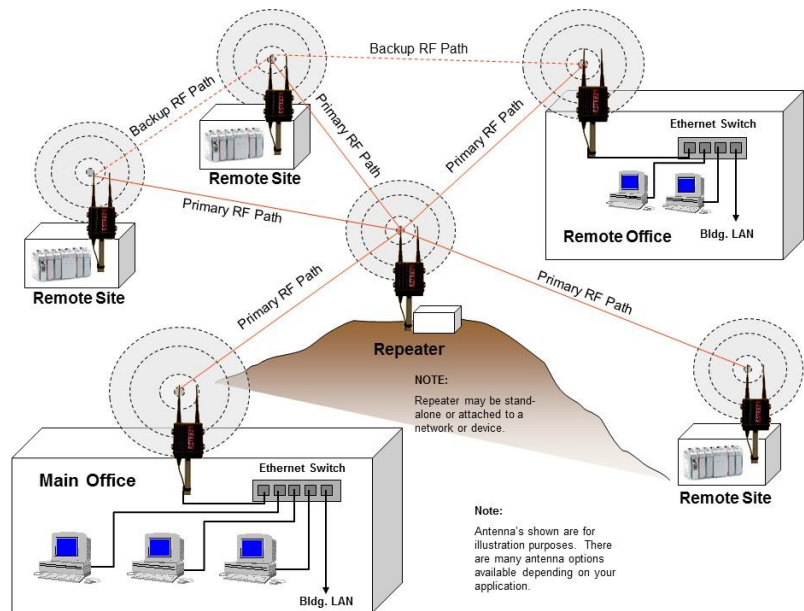 Backup RF Path
Backup RF Path
Primary RF Path
Primary RF Path
Ethernet Switch
Remote Site
Primary RF Path
Bldg. LAN
Remote Office
Remote Site
Primary RF Path
Primary RF Path
Repeater
NOTE:
Repeater may be stand-
alone or attached to a
network or device.
Main Office
Ethernet Switch
Bldg. LAN
Remote Site
Note:
Antenna's shown are for
illustration purposes. There
are many antenna options
available depending on your
application.